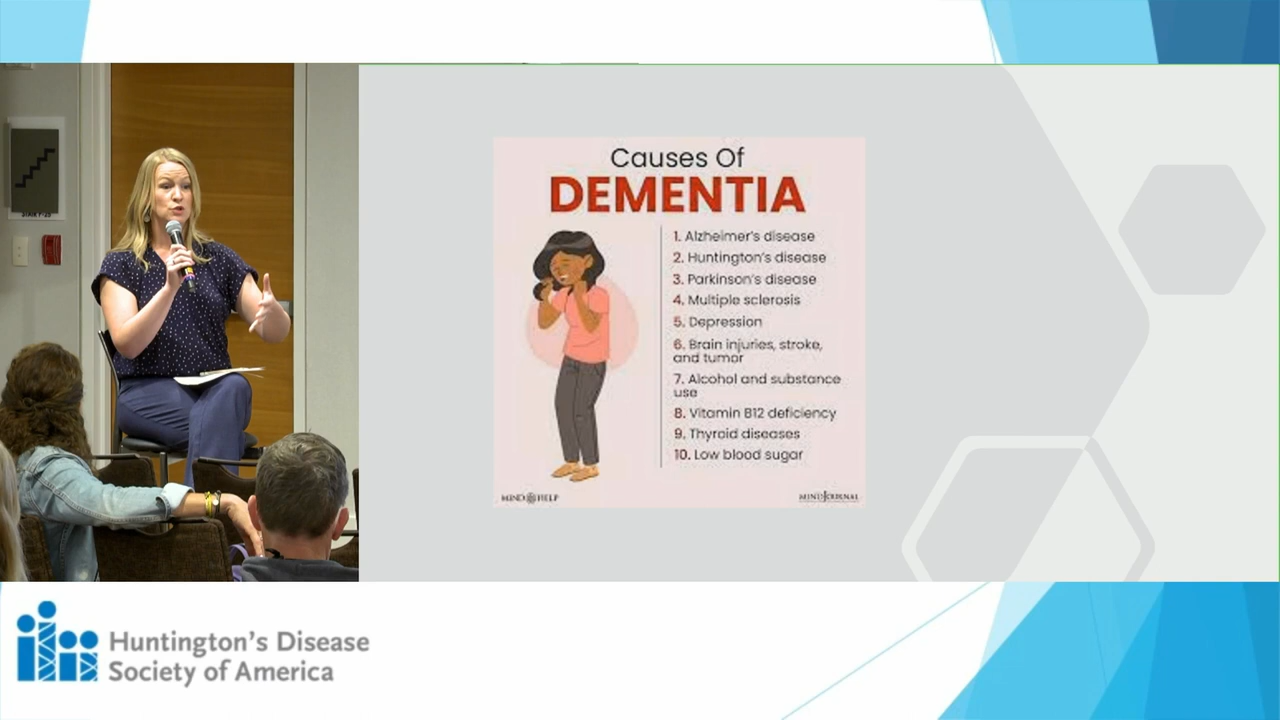 Causes Of
DEMENTIA
1. Alzheimer's disease
2. Huntington's disease
3. Parkinson's disease
4. Multiple sclerosis
5. Depression
6. Brain injuries, stroke,
and tumor
7. Alcohol and substance
use
8. Vitamin B12 deficiency
9. Thyroid diseases
10. Low blood sugar
MIND HELP
MINDJOURNAL
Huntington's Disease
Society of America